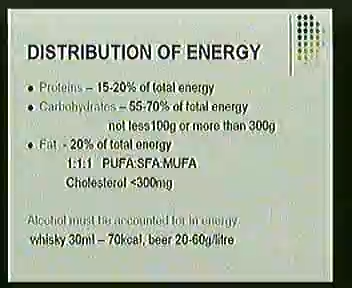 DISTRIBUTION OF ENERGY
Proteins – 15-20% of total energy
Carbohydrates – 55-70% of total energy
not less100g or more than 300g
Fat - 20% of total energy
1:1:1 PUFA:SFA:MUFA
Cholesterol <300mg
Alcohol must be accounted for in energy
whisky 30ml – 70kcal, beer 20-60g/litre